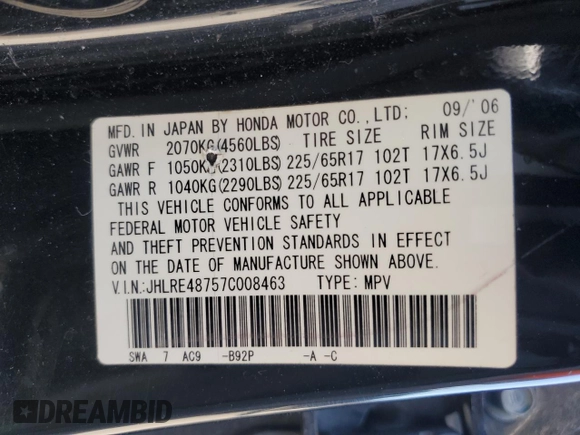 MFD. IN JAPAN BY HONDA MOTOR CO., LTD; 09/'06
GVWR 2070KG(4560LBS) TIRE SIZE RIM SIZE
GAWR F 1050KG(2310LBS) 225/65R17 102T 17X6.5J
GAWR R 1040KG(2290LBS) 225/65R17 102T 17X6.5J
THIS VEHICLE CONFORMS TO ALL APPLICABLE
FEDERAL MOTOR VEHICLE SAFETY
AND THEFT PREVENTION STANDARDS IN EFFECT
ON THE DATE OF MANUFACTURE SHOWN ABOVE.
V.I.N:JHLRE48757C008463 TYPE: MPV
SWA 7 AC9 -B92P -A -C
DREAMBID